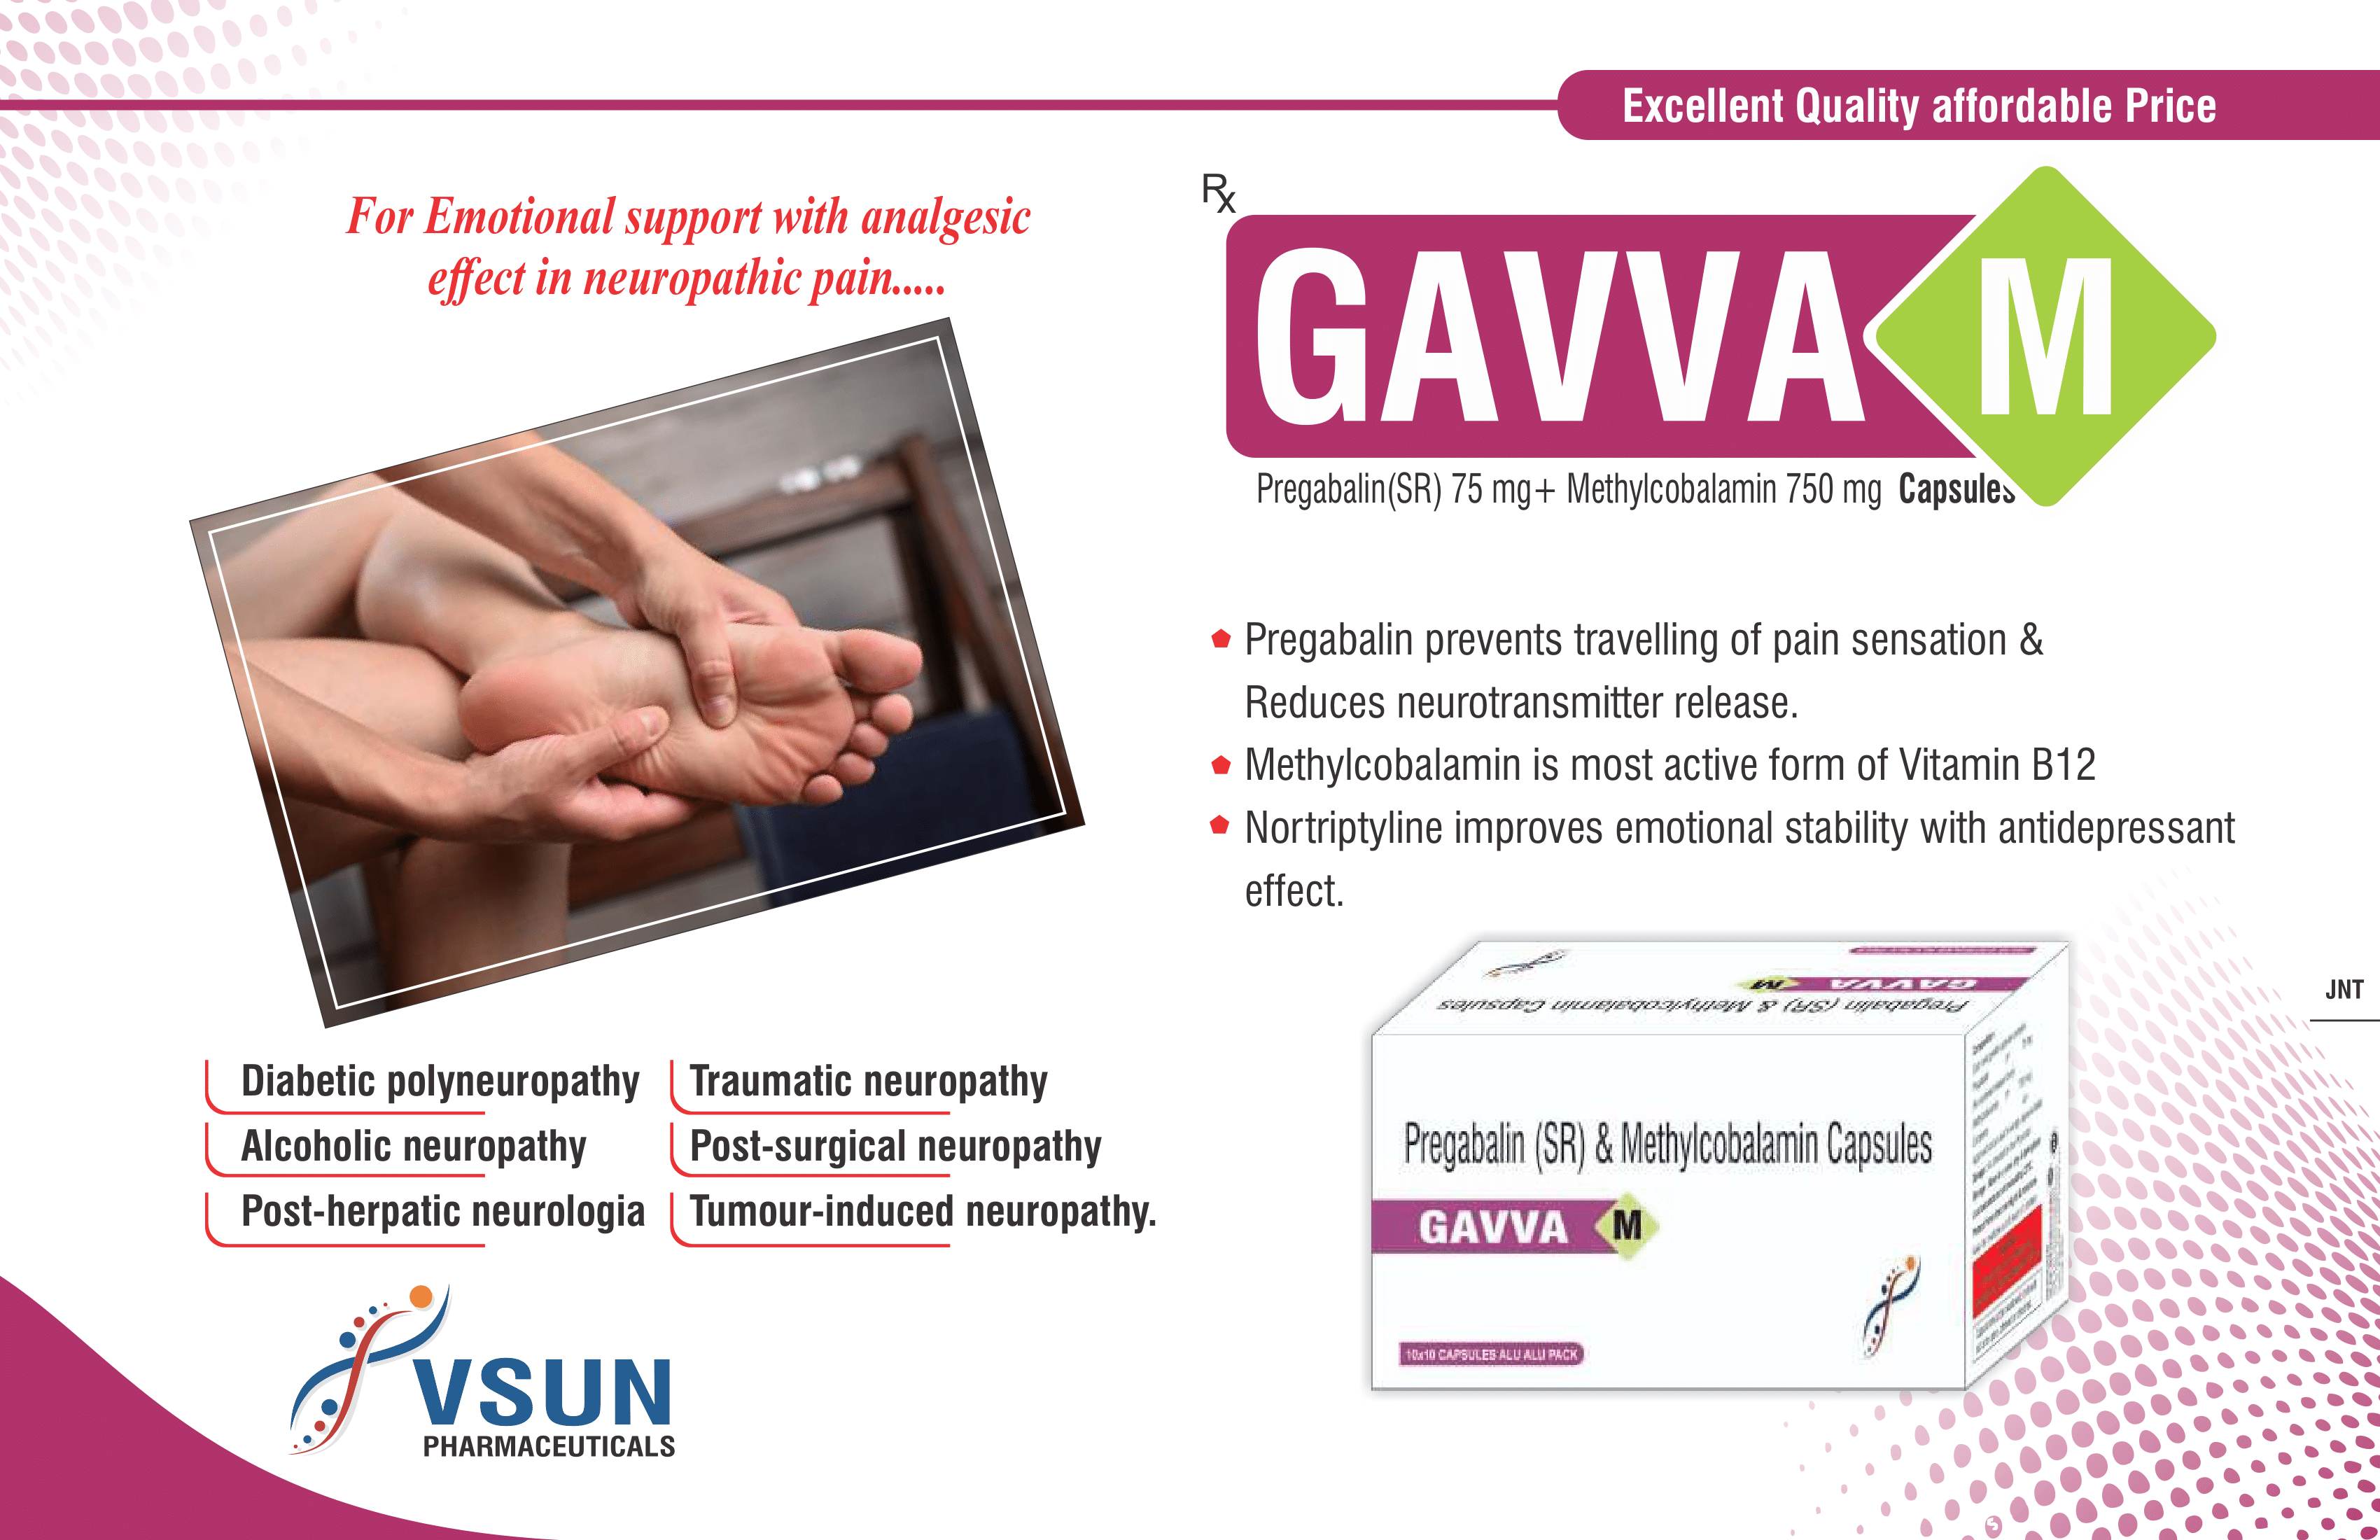 Excellent Quality affordable Price
For Emotional support with analgesic
effect in neuropathic pain.....
Rx
GAVVA M
Pregabalin(SR) 75 mg+ Methylcobalamin 750 mg Capsules
Pregabalin prevents travelling of pain sensation &
Reduces neurotransmitter release.
Methylcobalamin is most active form of Vitamin B12
Nortriptyline improves emotional stability with antidepressant
effect.
Diabetic polyneuropathy
Alcoholic neuropathy
Post-herpatic neurologia
Traumatic neuropathy
Post-surgical neuropathy
Tumour-induced neuropathy.
VSUN
PHARMACEUTICALS
GAVVA M
Pregabalin (SR) & Methylcobalamin Capsules
Pregabalin (SR) & Methylcobalamin Capsules
GAVVA M
10x10 CAPSULES ALU ALU PACK
JNT